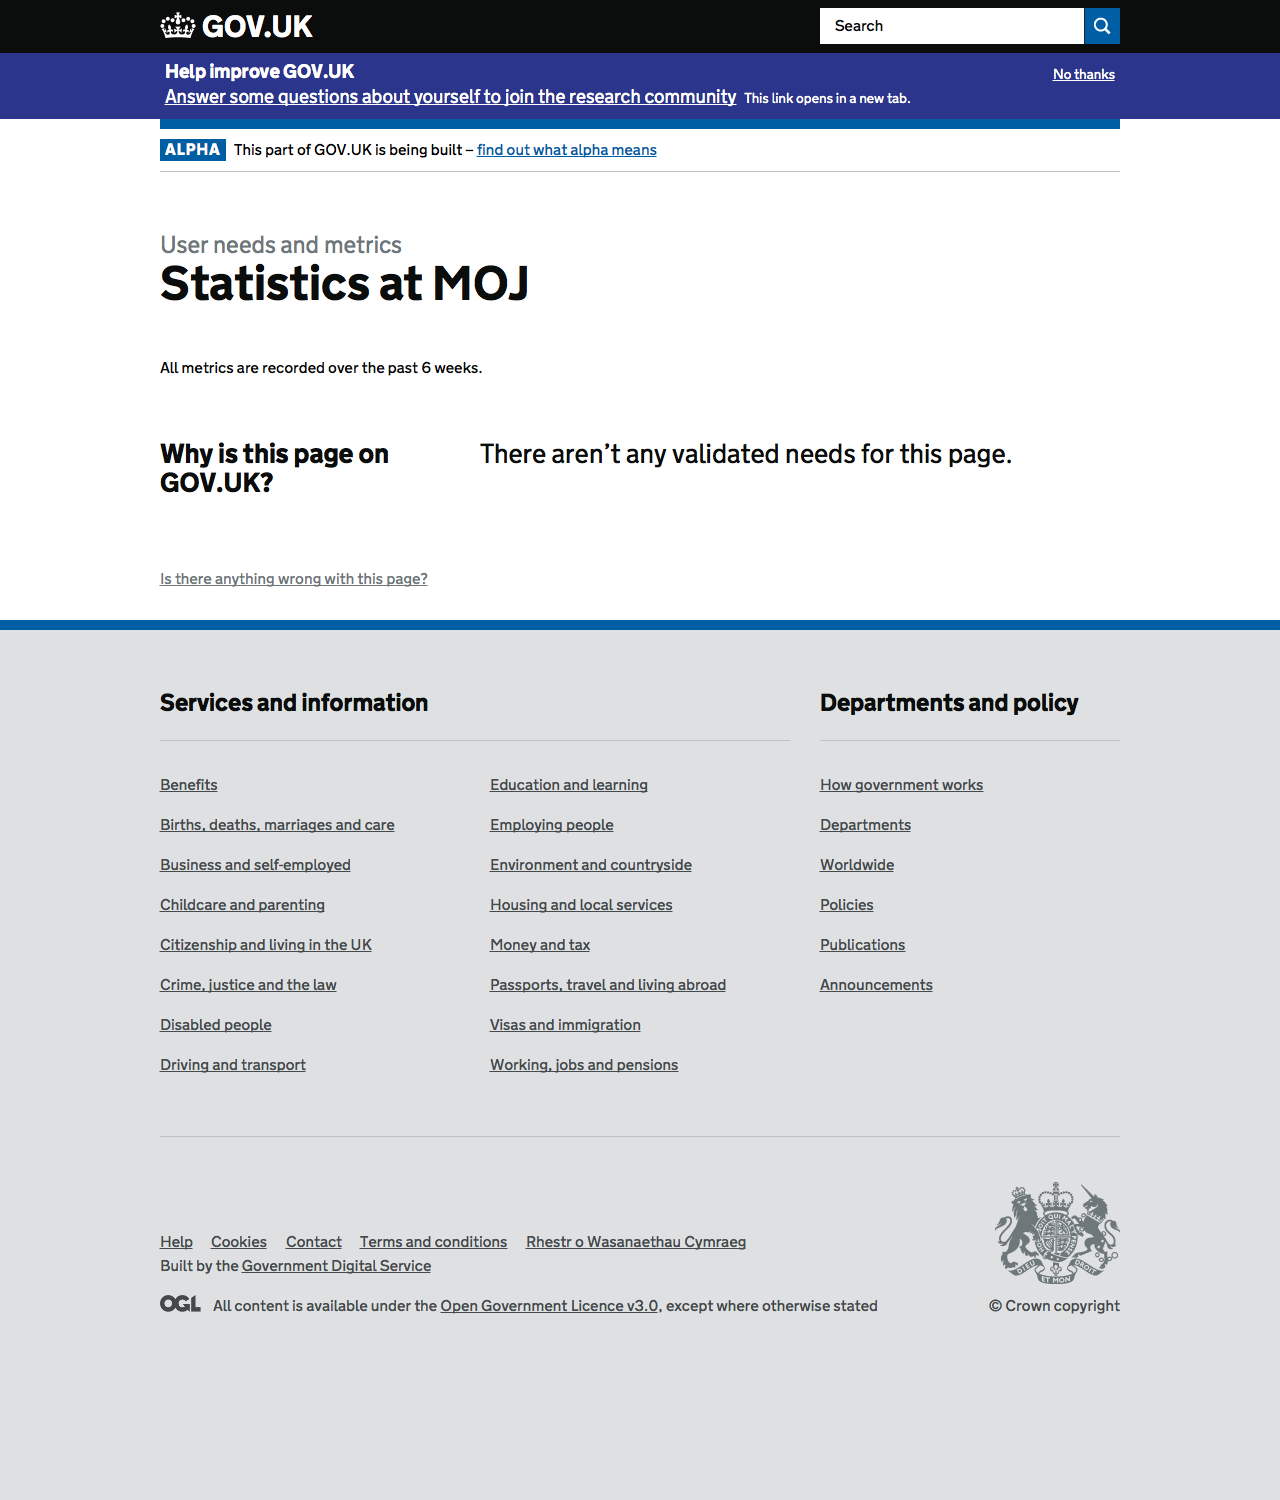 GOV.UK
Search
Help improve GOV.UK
No thanks
Answer some questions about yourself to join the research community This link opens in a new tab.
ALPHA This part of GOV.UK is being built – find out what alpha means
User needs and metrics
Statistics at MOJ
All metrics are recorded over the past 6 weeks.
Why is this page on
GOV.UK?
There aren’t any validated needs for this page.
Is there anything wrong with this page?
Services and information
Benefits
Births, deaths, marriages and care
Business and self-employed
Childcare and parenting
Citizenship and living in the UK
Crime, justice and the law
Disabled people
Driving and transport
Education and learning
Employing people
Environment and countryside
Housing and local services
Money and tax
Passports, travel and living abroad
Visas and immigration
Working, jobs and pensions
Departments and policy
How government works
Departments
Worldwide
Policies
Publications
Announcements
Help Cookies Contact Terms and conditions Rhestr o Wasanaethau Cymraeg
Built by the Government Digital Service
OGL All content is available under the Open Government Licence v3.0, except where otherwise stated
DIEU ET MON DROIT
© Crown copyright